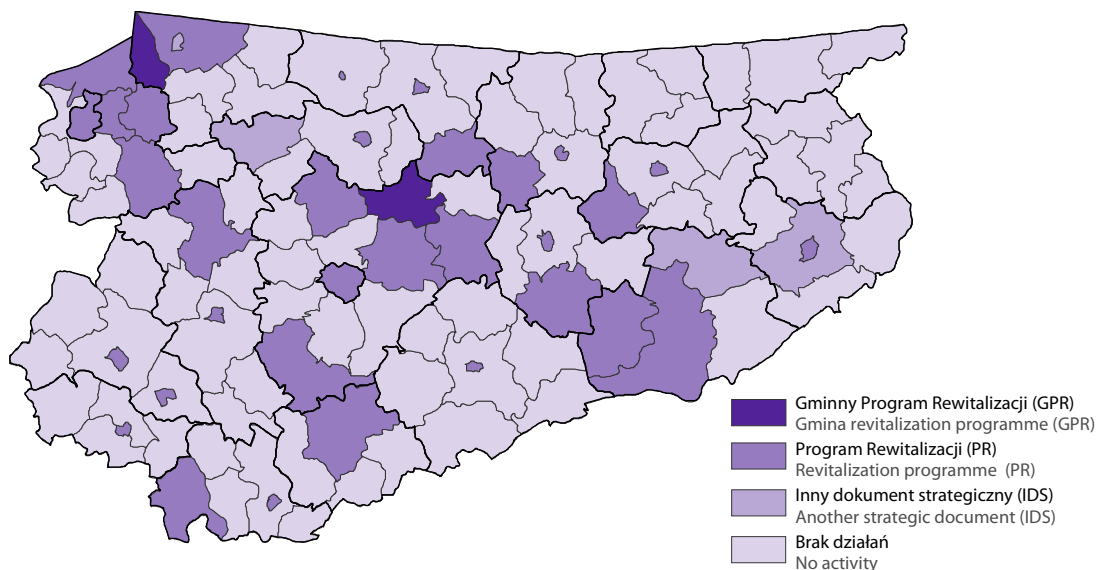 Gminny Program Rewitalizacji (GPR)
Gmina revitalization programme (GPR)
Program Rewitalizacji (PR)
Revitalization programme (PR)
Inny dokument strategiczny (IDS)
Another strategic document (IDS)
Brak działań
No activity